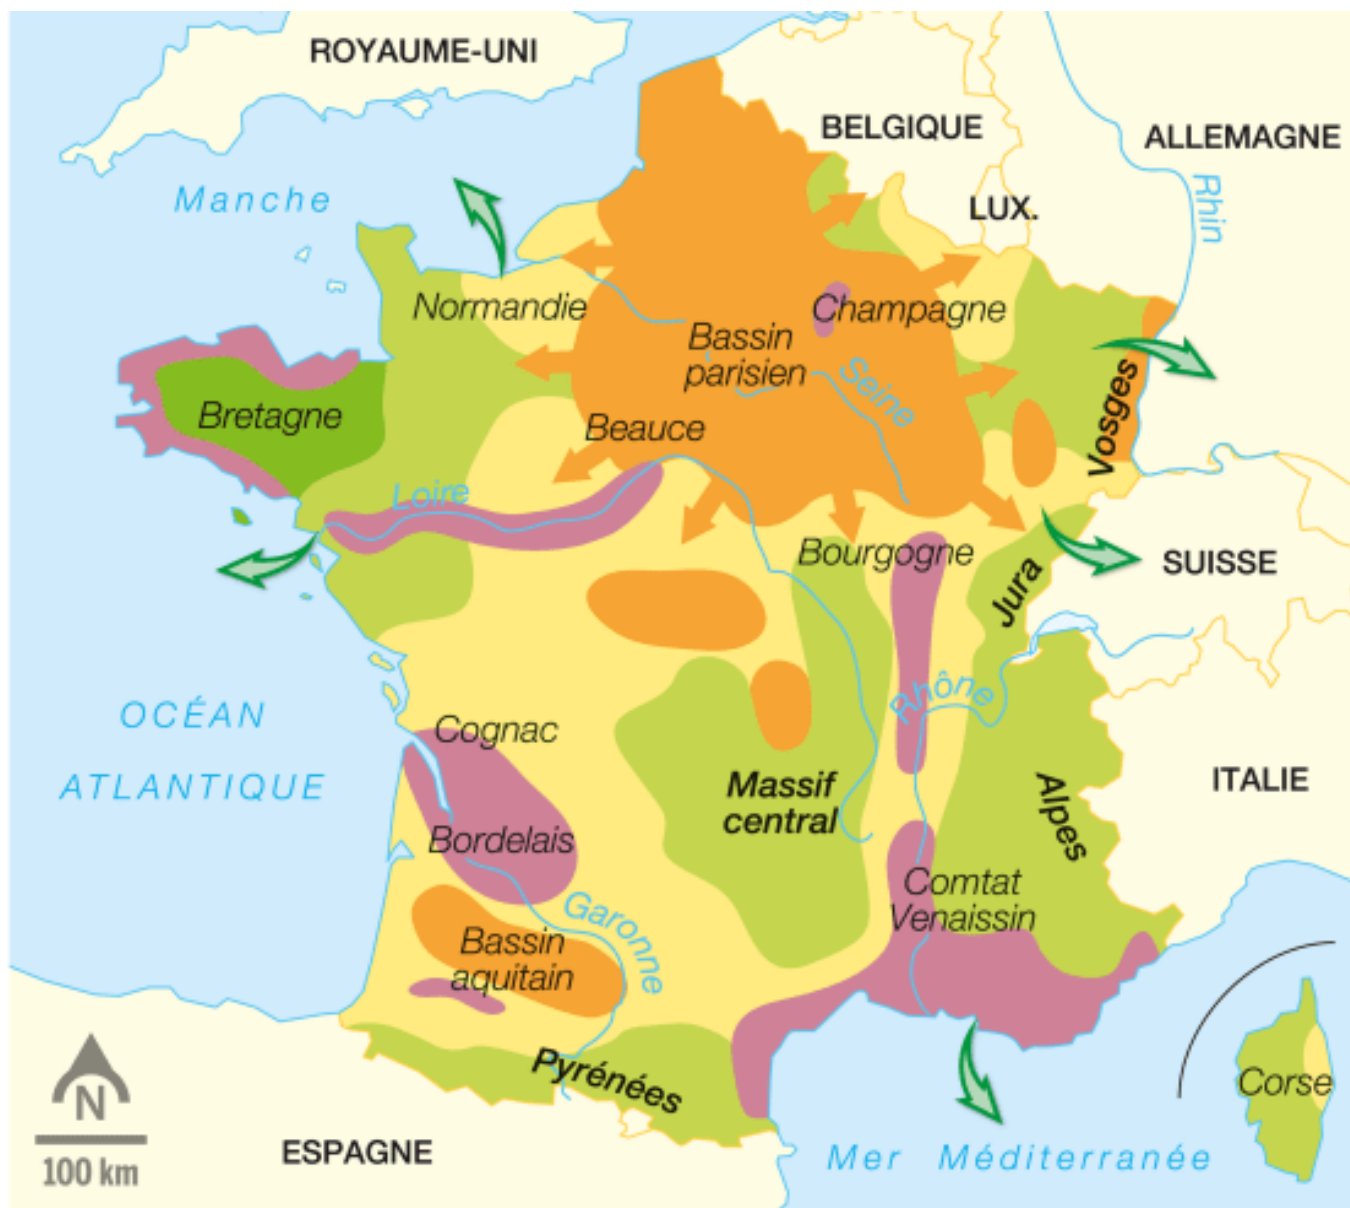 ROYAUME-UNI
BELGIQUE
ALLEMAGNE
Manche
LUX.
Rhin
Normandie
Champagne
Bassin
parisien
Seine
Vosges
Bretagne
Beauce
Loire
Bourgogne
Jura
SUISSE
OCÉAN
ATLANTIQUE
Cognac
Rhône
Massif
central
Alpes
ITALIE
Bordelais
Garonne
Comtat
Venaissin
Bassin
aquitain
Pyrénées
Corse
N
100 km
ESPAGNE
Mer Méditerranée